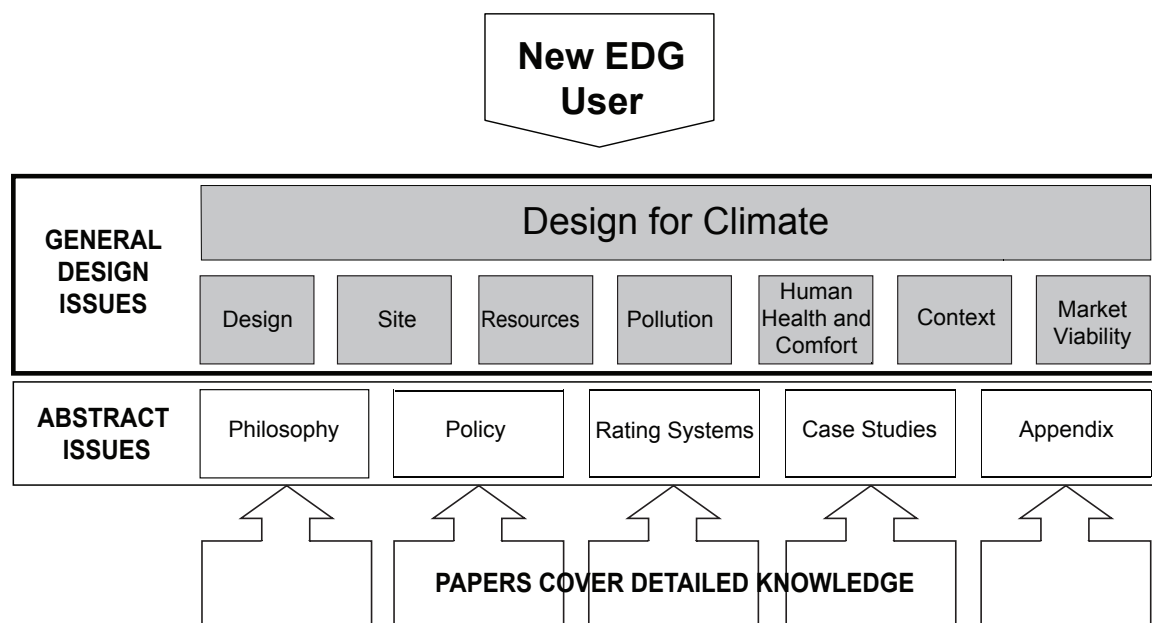 New EDG
User
GENERAL
DESIGN
ISSUES
Design for Climate
Design
Site
Resources
Pollution
Human
Health and
Comfort
Context
Market
Viability
ABSTRACT
ISSUES
Philosophy
Policy
Rating Systems
Case Studies
Appendix
PAPERS COVER DETAILED KNOWLEDGE